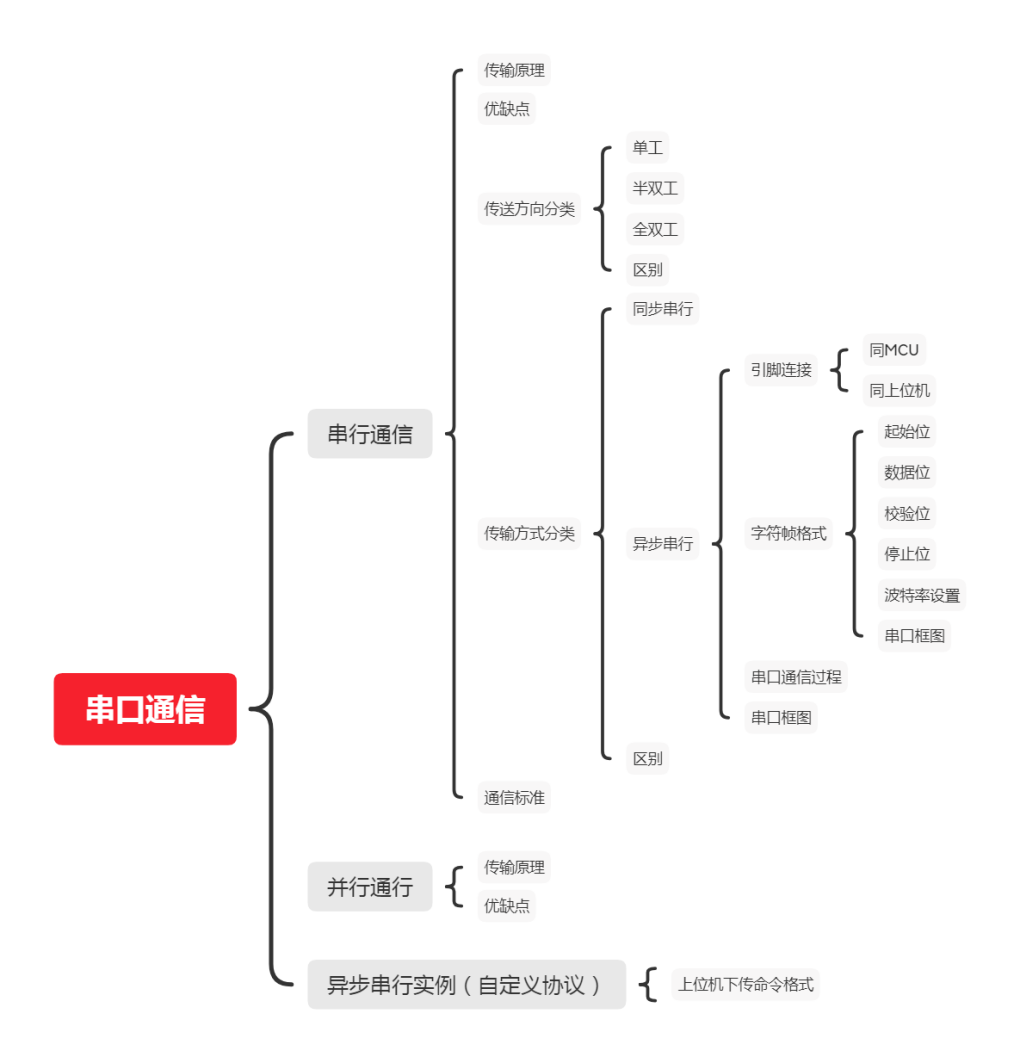 串口通信
串行通信
传输原理
优缺点
传送方向分类
单工
半双工
全双工
区别
传输方式分类
同步串行
异步串行
引脚连接
同MCU
同上位机
字符帧格式
起始位
数据位
校验位
停止位
波特率设置
串口框图
串口通信过程
串口框图
区别
通信标准
并行通行
传输原理
优缺点
异步串行实例（自定义协议）
上位机下传命令格式